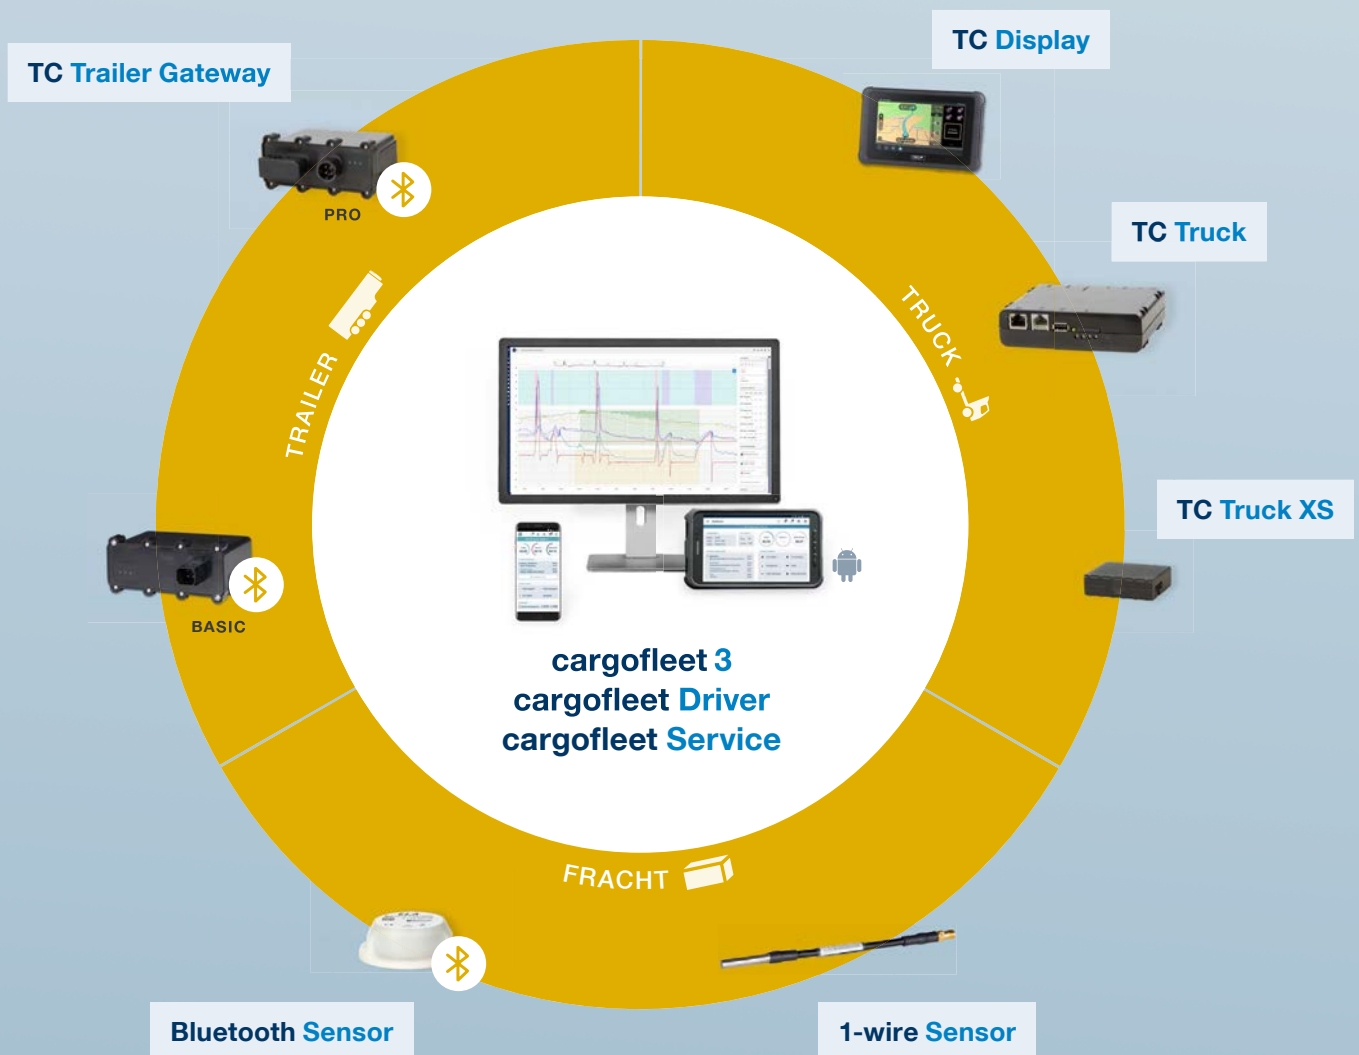 TC Display
TC Trailer Gateway
PRO
TC Truck
TRUCK
TRAILER
TC Truck XS
BASIC
cargofleet 3
cargofleet Driver
cargofleet Service
FRACHT
ELA
Bluetooth Sensor
1-wire Sensor